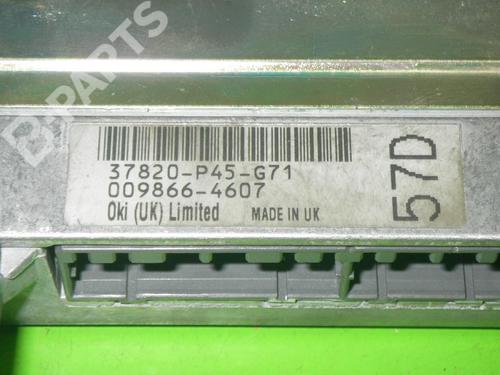 B-PARTS
37820-P45-G71
009866-4607
Oki (UK) Limited MADE IN UK
57D